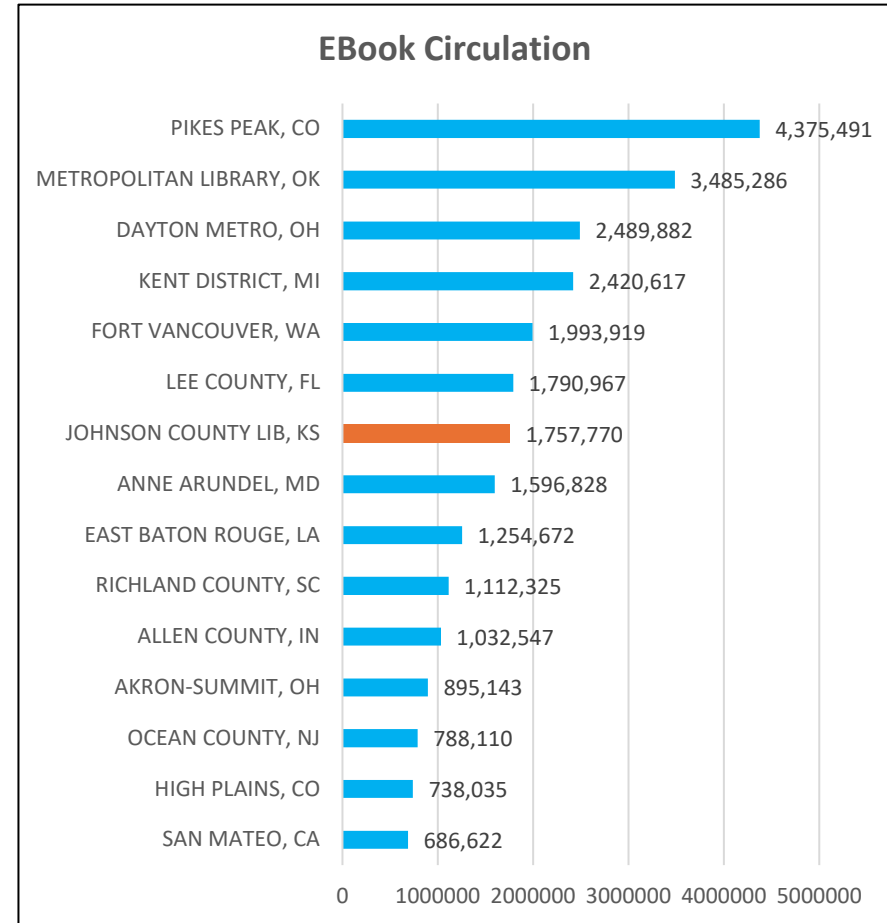 EBook Circulation
PIKES PEAK, CO 4,375,491
METROPOLITAN LIBRARY, OK 3,485,286
DAYTON METRO, OH 2,489,882
KENT DISTRICT, MI 2,420,617
FORT VANCOUVER, WA 1,993,919
LEE COUNTY, FL 1,790,967
JOHNSON COUNTY LIB, KS 1,757,770
ANNE ARUNDEL, MD 1,596,828
EAST BATON ROUGE, LA 1,254,672
RICHLAND COUNTY, SC 1,112,325
ALLEN COUNTY, IN 1,032,547
AKRON-SUMMIT, OH 895,143
OCEAN COUNTY, NJ 788,110
HIGH PLAINS, CO 738,035
SAN MATEO, CA 686,622
0 1000000 2000000 3000000 4000000 5000000